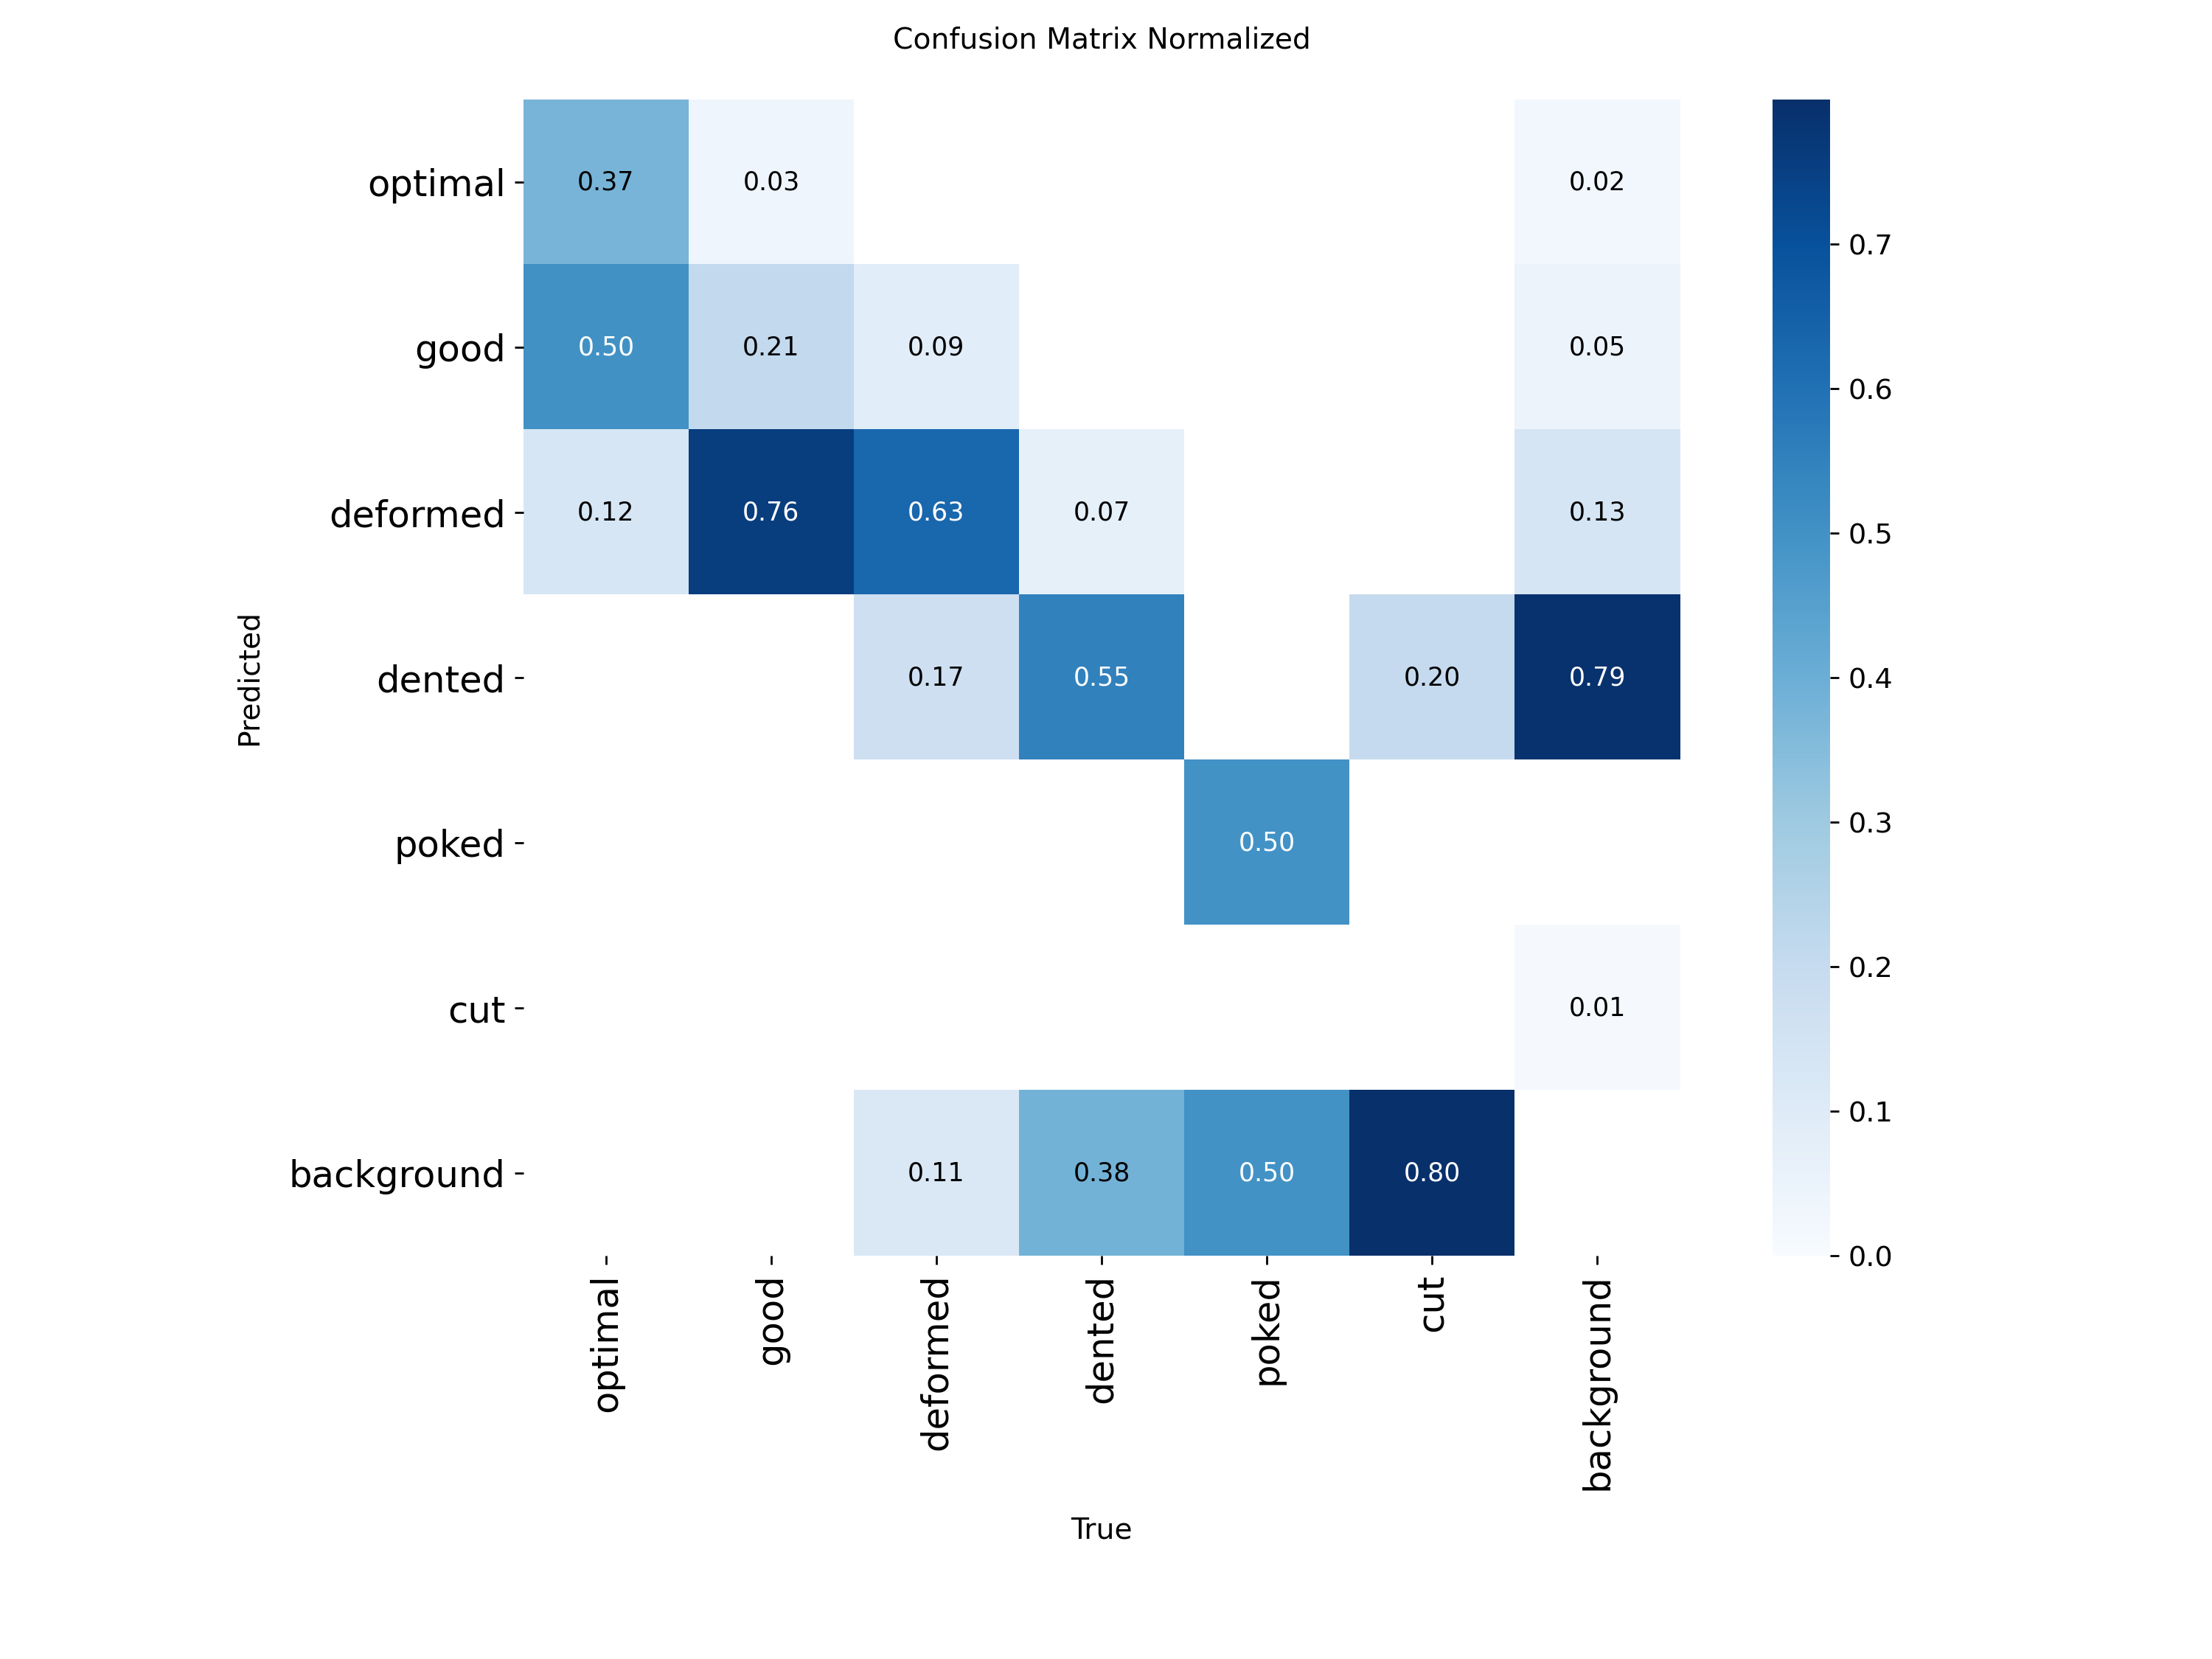 Confusion Matrix Normalized
optimal 0.37 0.03 0.02
good 0.50 0.21 0.09 0.05
deformed 0.12 0.76 0.63 0.07 0.13
dented 0.17 0.55 0.20 0.79
poked 0.50
cut 0.01
background 0.11 0.38 0.50 0.80
Predicted
optimal good deformed dented poked cut background
True
0.7
0.6
0.5
0.4
0.3
0.2
0.1
0.0